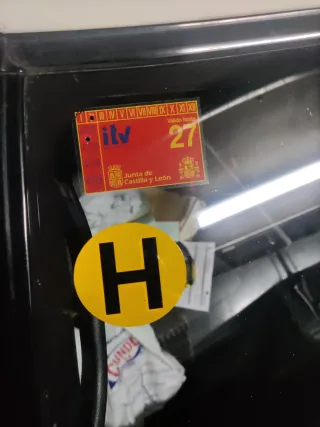 I II III IV V VI VII VIII IX X XI XII
Válido hasta
itv
27
Junta de
Castilla y León
H